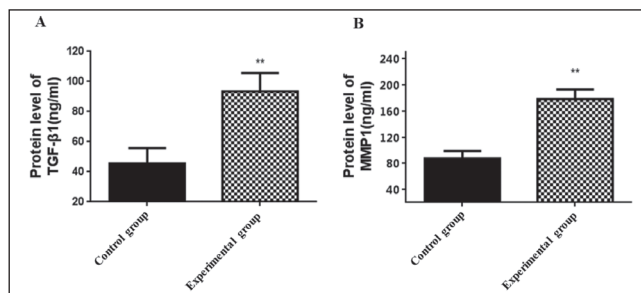 A
Protein level of
TGF-β1(ng/ml)
120
100
80
60
40
20
**
Control group
Experimental group
B
Protein level of
MMP1(ng/ml)
240
200
160
120
80
40
**
Control group
Experimental group